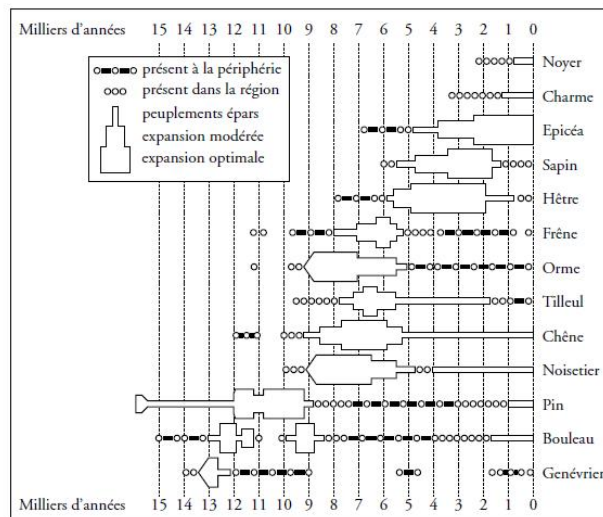 Milliers d'années 15 14 13 12 11 10 9 8 7 6 5 4 3 2 1 0
présent à la périphérie
présent dans la région
peuplements épars
expansion modérée
expansion optimale
Noyer
Charme
Epicéa
Sapin
Hêtre
Frêne
Orme
Tilleul
Chêne
Noisetier
Pin
Bouleau
Genévrier
Milliers d'années 15 14 13 12 11 10 9 8 7 6 5 4 3 2 1 0